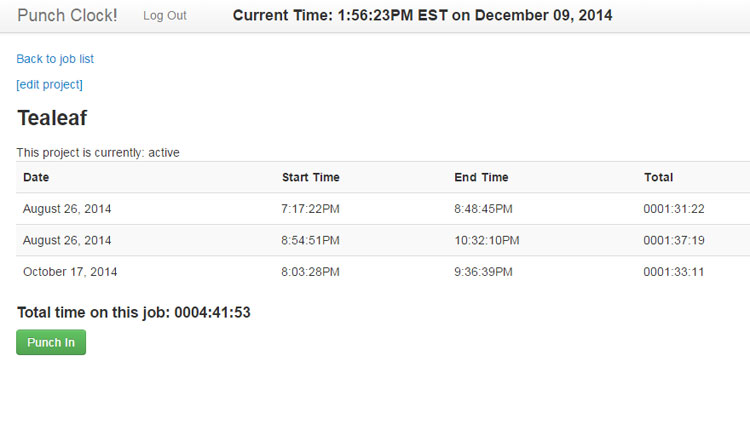 Punch Clock! Log Out Current Time: 1:56:23PM EST on December 09, 2014
Back to job list
[edit project]
Tealeaf
This project is currently: active
Date Start Time End Time Total
August 26, 2014 7:17:22PM 8:48:45PM 0001:31:22
August 26, 2014 8:54:51PM 10:32:10PM 0001:37:19
October 17, 2014 8:03:28PM 9:36:39PM 0001:33:11
Total time on this job: 0004:41:53
Punch In